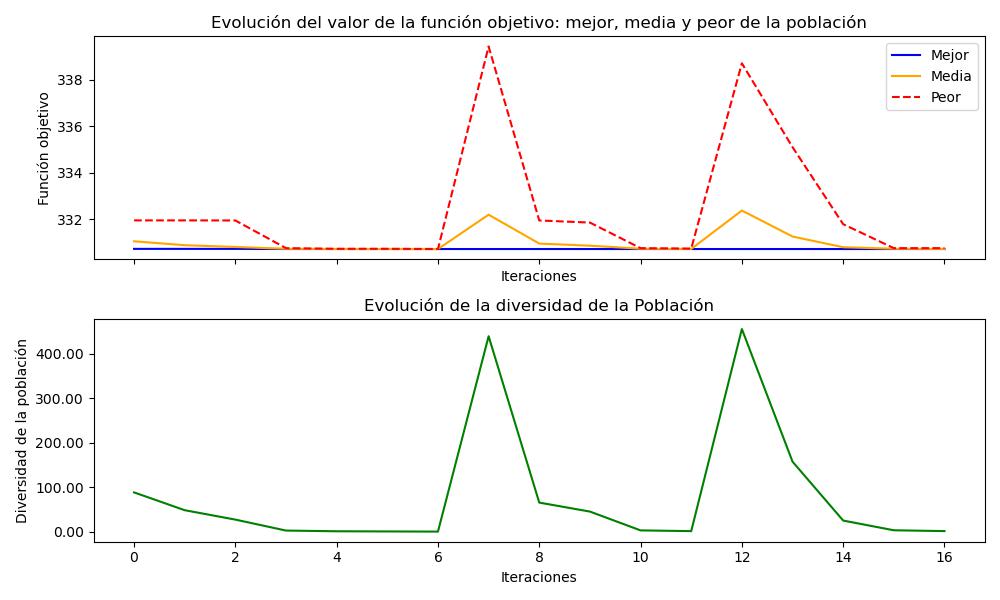 Evolución del valor de la función objetivo: mejor, media y peor de la población
Función objetivo
338
336
334
332
Mejor
Media
Peor
Iteraciones
Evolución de la diversidad de la Población
Diversidad de la población
400.00
300.00
200.00
100.00
0.00
0 2 4 6 8 10 12 14 16
Iteraciones